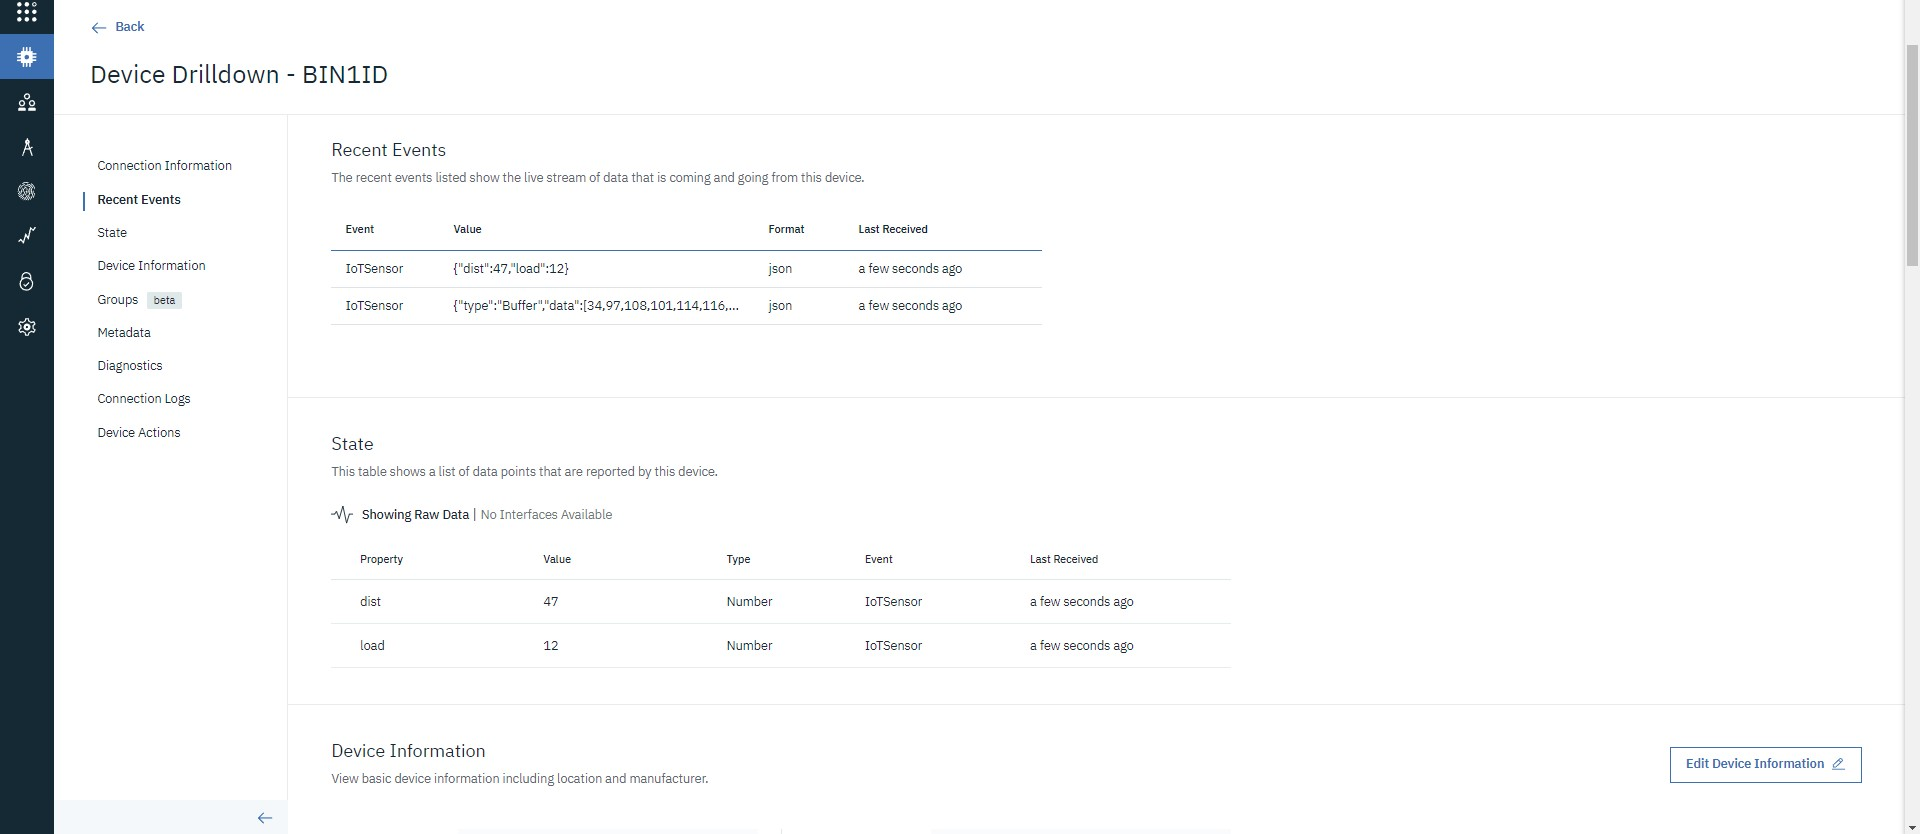 Back
Device Drilldown - BIN1ID
Connection Information
Recent Events
State
Device Information
Groups beta
Metadata
Diagnostics
Connection Logs
Device Actions
Recent Events
The recent events listed show the live stream of data that is coming and going from this device.
Event Value Format Last Received
IoTSensor {"dist":47,"load":12} json a few seconds ago
IoTSensor {"type":"Buffer","data":[34,97,108,101,114,116,... json a few seconds ago
State
This table shows a list of data points that are reported by this device.
Showing Raw Data | No Interfaces Available
Property Value Type Event Last Received
dist 47 Number IoTSensor a few seconds ago
load 12 Number IoTSensor a few seconds ago
Device Information
View basic device information including location and manufacturer.
Edit Device Information